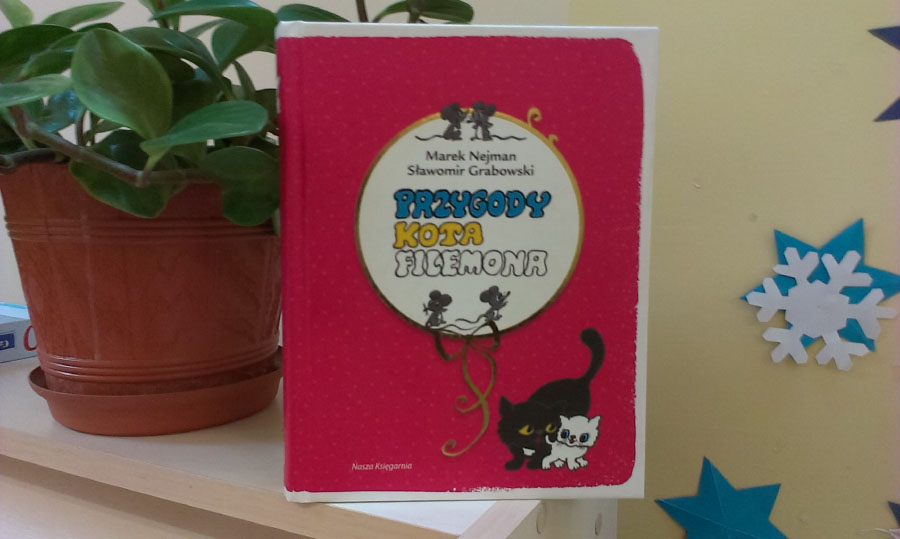 Marek Nejman
Sławomir Grabowski
PRZYGODY
KOTA
FILEMONA
Nasza Księgarnia